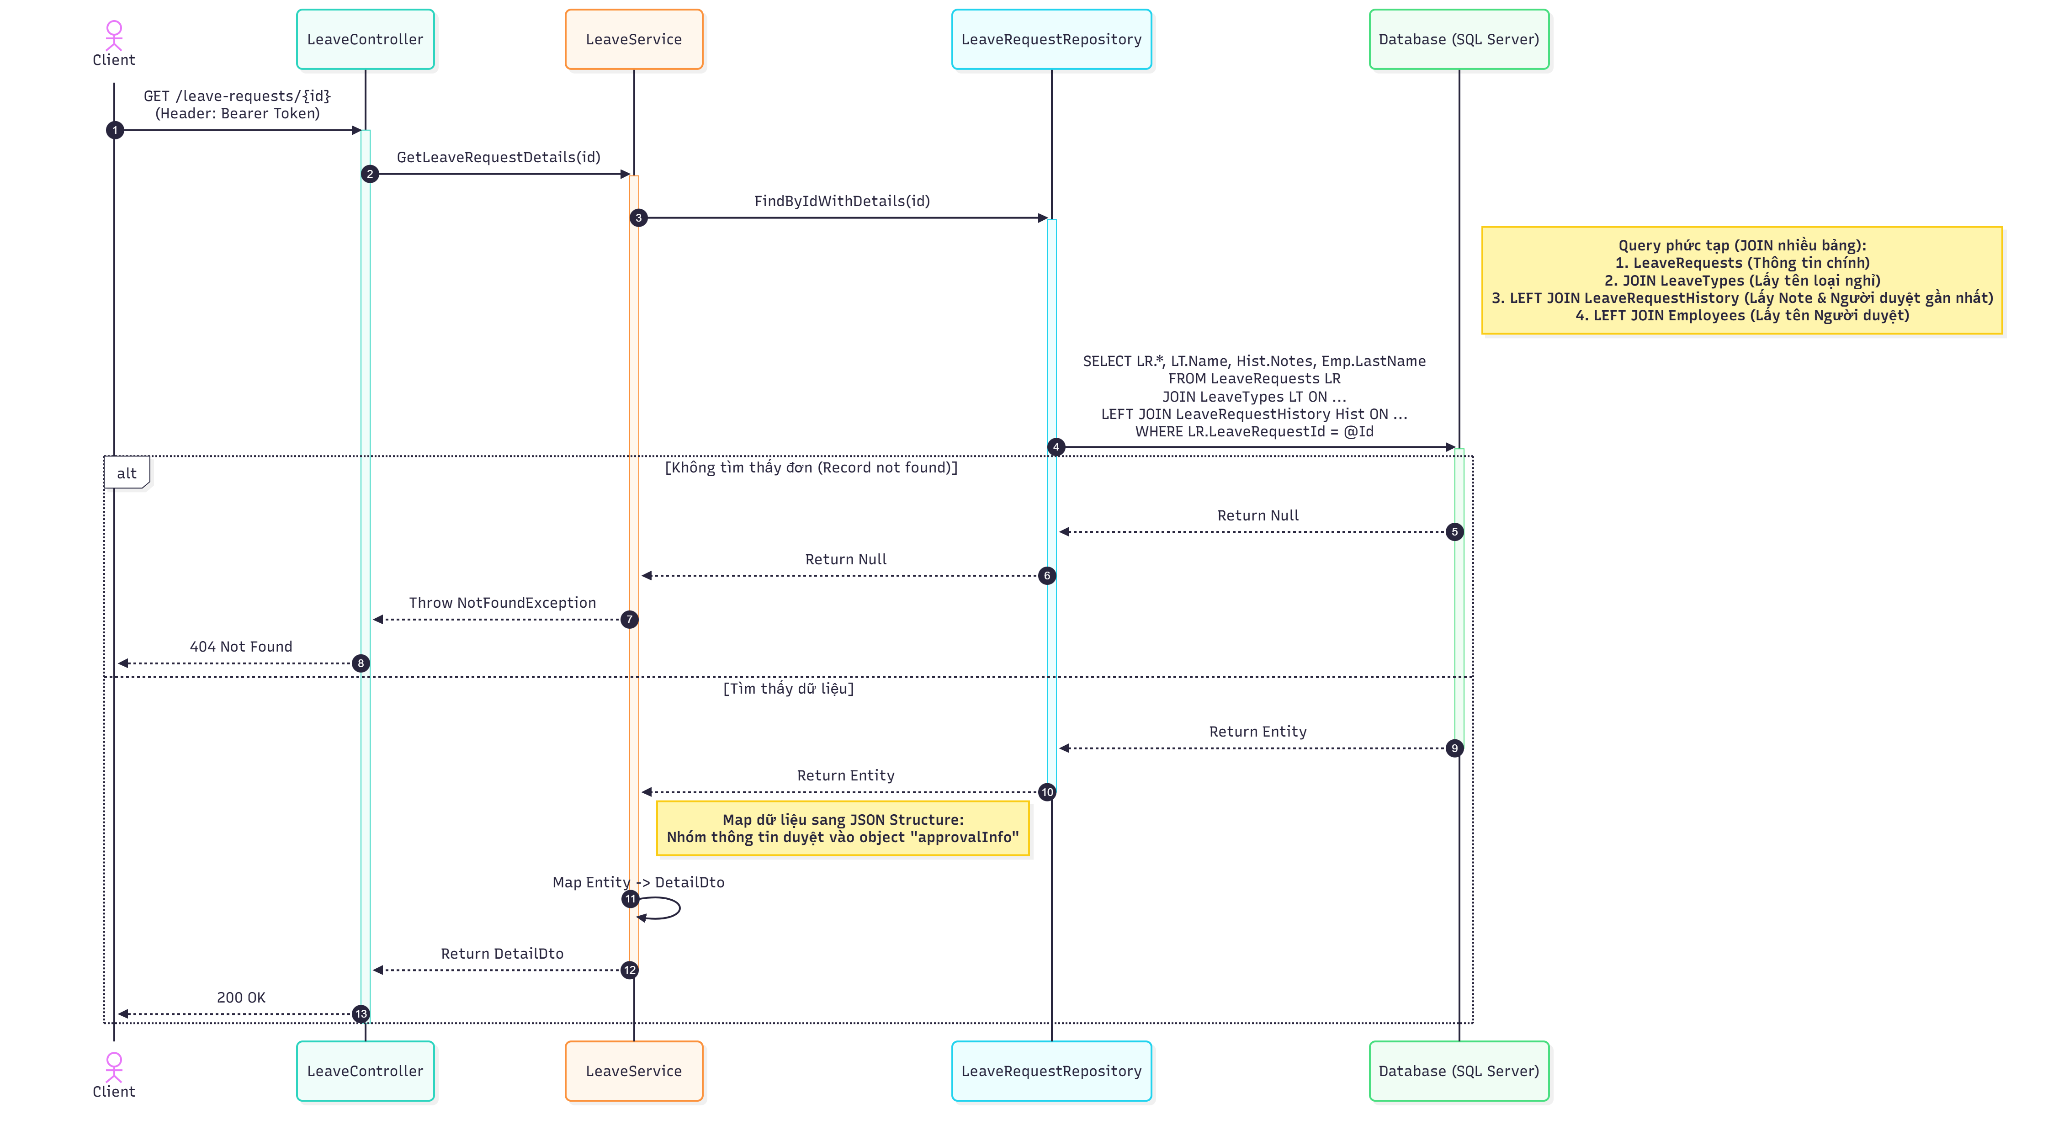 Client
LeaveController
LeaveService
LeaveRequestRepository
Database (SQL Server)
GET /leave-requests/{id}
(Header: Bearer Token)
1
GetLeaveRequestDetails(id)
2
FindByIdWithDetails(id)
3
Query phức tạp (JOIN nhiều bảng):
1. LeaveRequests (Thông tin chính)
2. JOIN LeaveTypes (Lấy tên loại nghỉ)
3. LEFT JOIN LeaveRequestHistory (Lấy Note & Người duyệt gần nhất)
4. LEFT JOIN Employees (Lấy tên Người duyệt)
SELECT LR.*, LT.Name, Hist.Notes, Emp.LastName
FROM LeaveRequests LR
JOIN LeaveTypes LT ON ...
LEFT JOIN LeaveRequestHistory Hist ON ...
WHERE LR.LeaveRequestId = @Id
4
alt
[Không tìm thấy đơn (Record not found)]
Return Null
5
Return Null
6
Throw NotFoundException
7
404 Not Found
8
[Tìm thấy dữ liệu]
Return Entity
9
Return Entity
10
Map dữ liệu sang JSON Structure:
Nhóm thông tin duyệt vào object "approvalInfo"
Map Entity -> DetailDto
11
Return DetailDto
12
200 OK
13
Client
LeaveController
LeaveService
LeaveRequestRepository
Database (SQL Server)